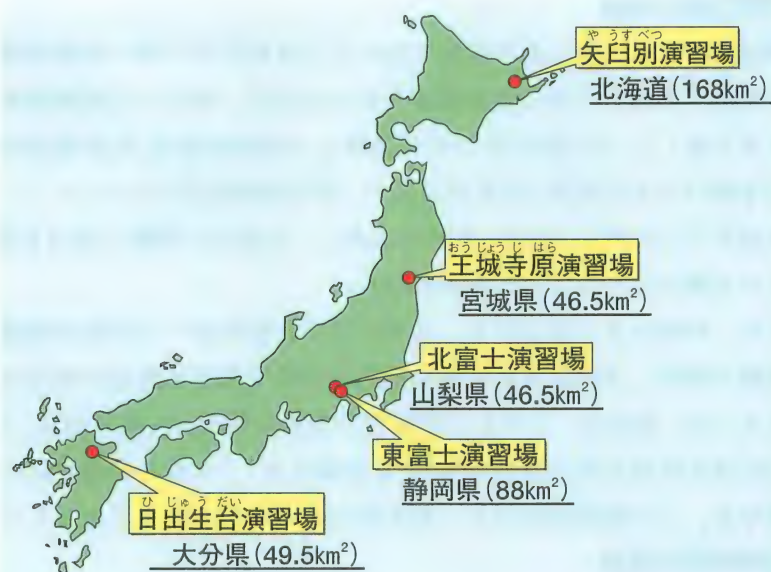 や うすべつ
矢臼別演習場
北海道(168km²)
おうじょうじ はら
王城寺原演習場
宮城県(46.5km²)
北富士演習場
山梨県(46.5km²)
東富士演習場
静岡県(88km²)
ひ じゅう だい
日出生台演習場
大分県(49.5km²)